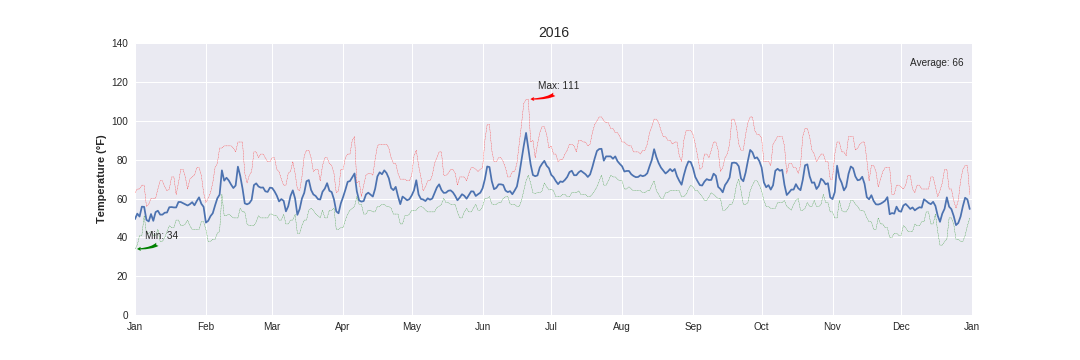 2016
140
Average: 66
120
Max: 111
100
80
60
Min: 34
40
20
0
Temperature (°F)
Jan Feb Mar Apr May Jun Jul Aug Sep Oct Nov Dec Jan